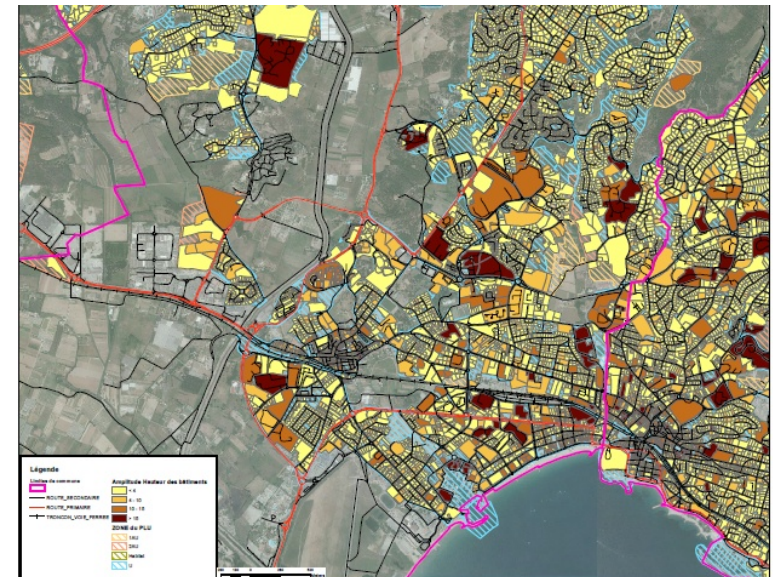 Légende
Limites de commune
ROUTE_SECONDAIRE
ROUTE_PRIMAIRE
TRONCON_VOIE_FERREE
Amplitude Hauteur des bâtiments
< 4
4 - 10
10 - 15
> 15
ZONE du PLU
1AU
2AU
Habitat
U